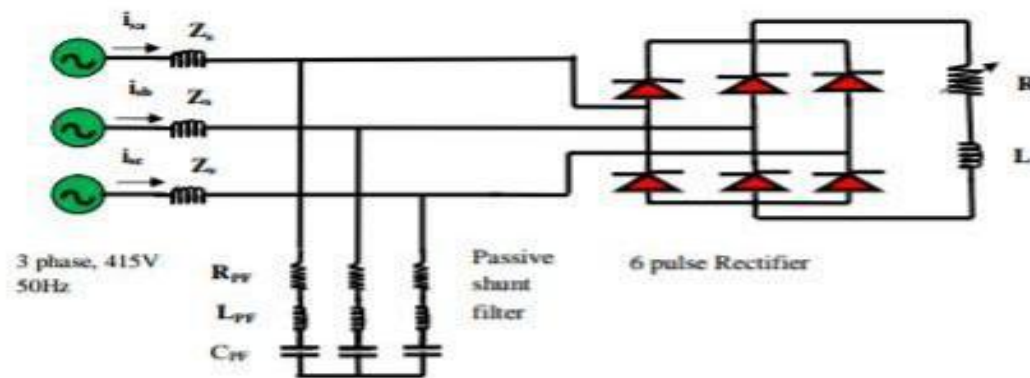 isa
Zs
isb
Zs
isc
Zs
R
L
3 phase, 415V
50Hz
RPF
LPF
CPF
Passive
shunt
filter
6 pulse Rectifier